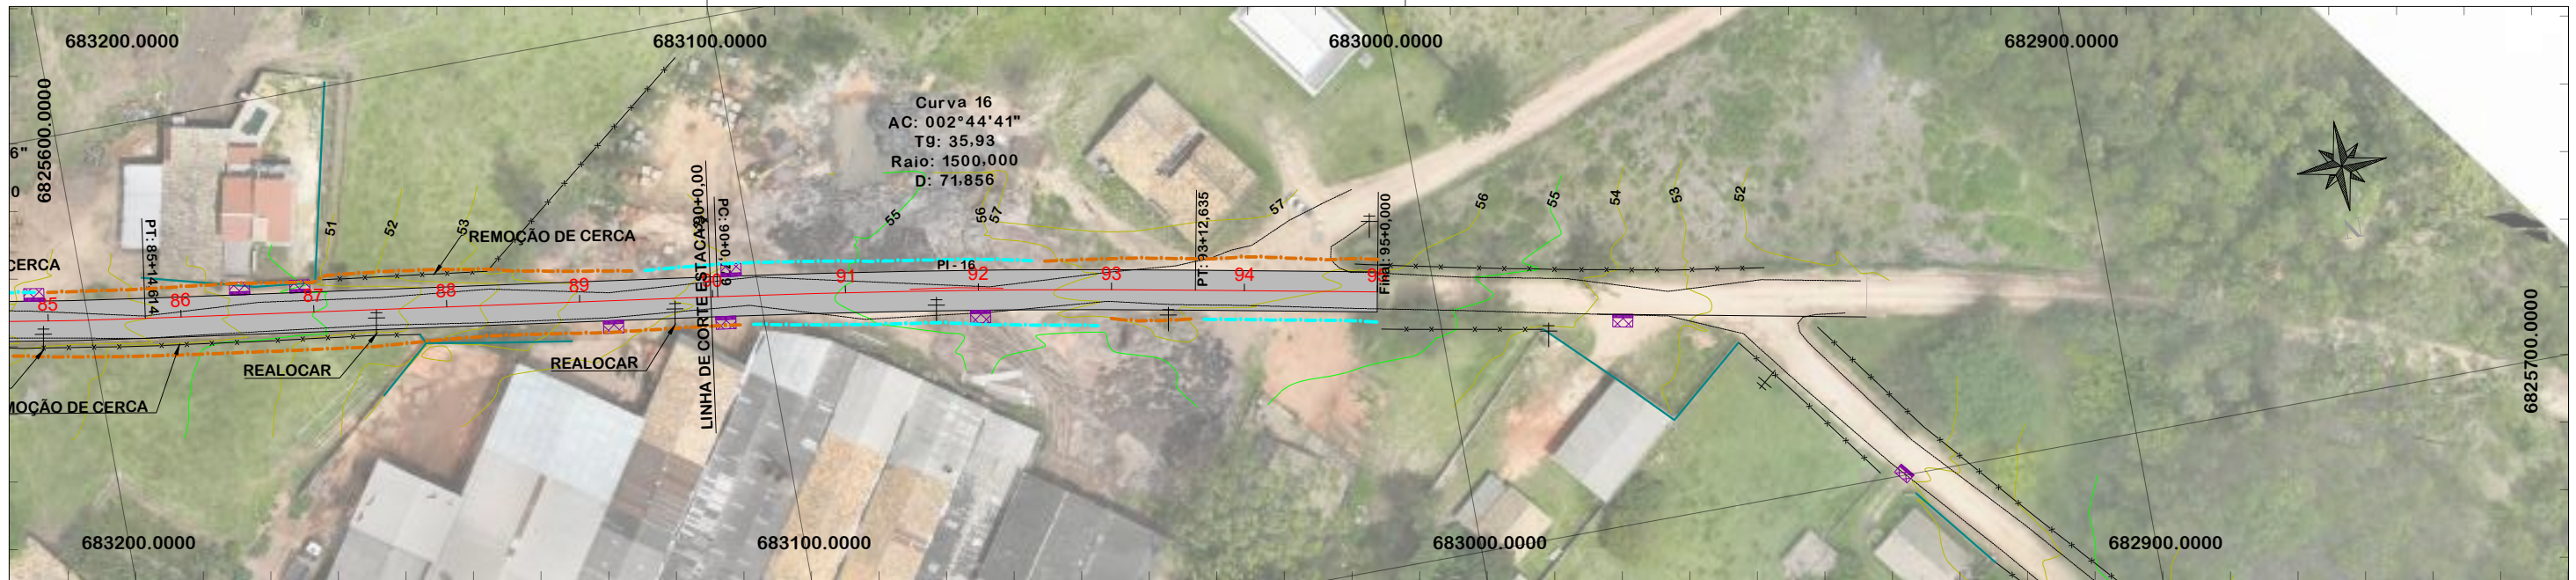 683200.0000
683100.0000
683000.0000
682900.0000
6825600.0000
6"
0
Curva 16
AC: 002°44'41"
Tg: 35,93
Raio: 1500,000
D: 71,856
PT: 85+14,614
51
52
53
REMOÇÃO DE CERCA
CERCA
LINHA DE CORTE ESTACA: 90+0,00
55
56
57
PT: 93+12,635
57
Final: 95+0,000
56
55
54
53
52
PI - 16
85
86
87
88
89
90
91
92
93
94
REALOCAR
REALOCAR
MOÇÃO DE CERCA
6825700.0000
683200.0000
683100.0000
683000.0000
682900.0000